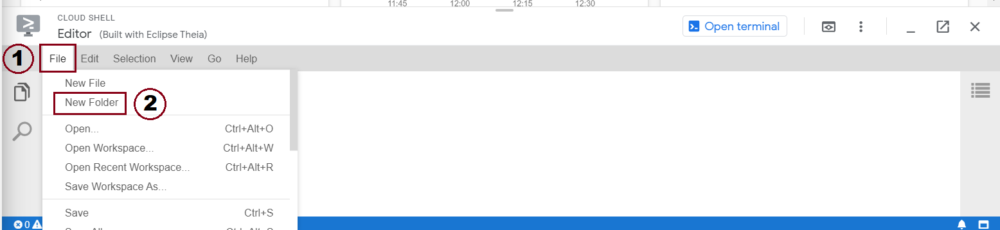 11:45 12:00 12:15 12:30
CLOUD SHELL
Editor (Built with Eclipse Theia)
Open terminal
1
File Edit Selection View Go Help
New File
New Folder
2
Open... Ctrl+Alt+O
Open Workspace... Ctrl+Alt+W
Open Recent Workspace... Ctrl+Alt+R
Save Workspace As...
Save Ctrl+S
0